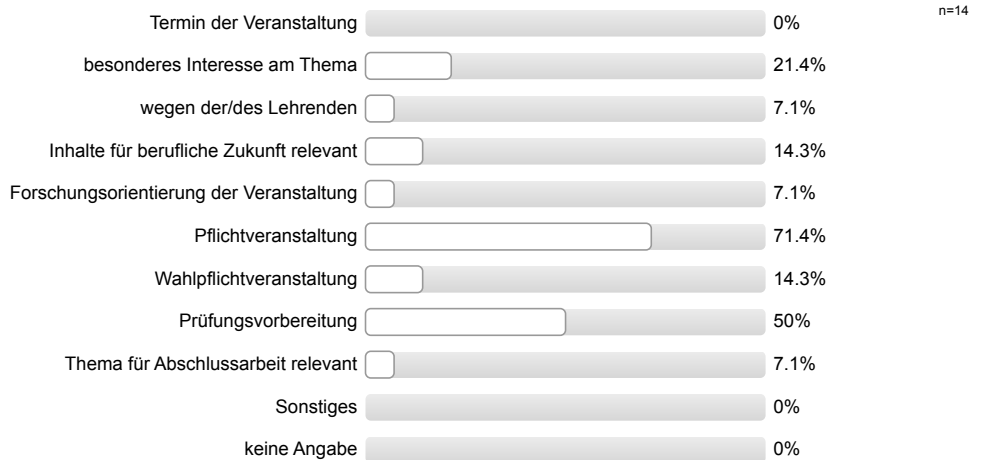 n=14
Termin der Veranstaltung 0%
besonderes Interesse am Thema 21.4%
wegen der/des Lehrenden 7.1%
Inhalte für berufliche Zukunft relevant 14.3%
Forschungsorientierung der Veranstaltung 7.1%
Pflichtveranstaltung 71.4%
Wahlpflichtveranstaltung 14.3%
Prüfungsvorbereitung 50%
Thema für Abschlussarbeit relevant 7.1%
Sonstiges 0%
keine Angabe 0%